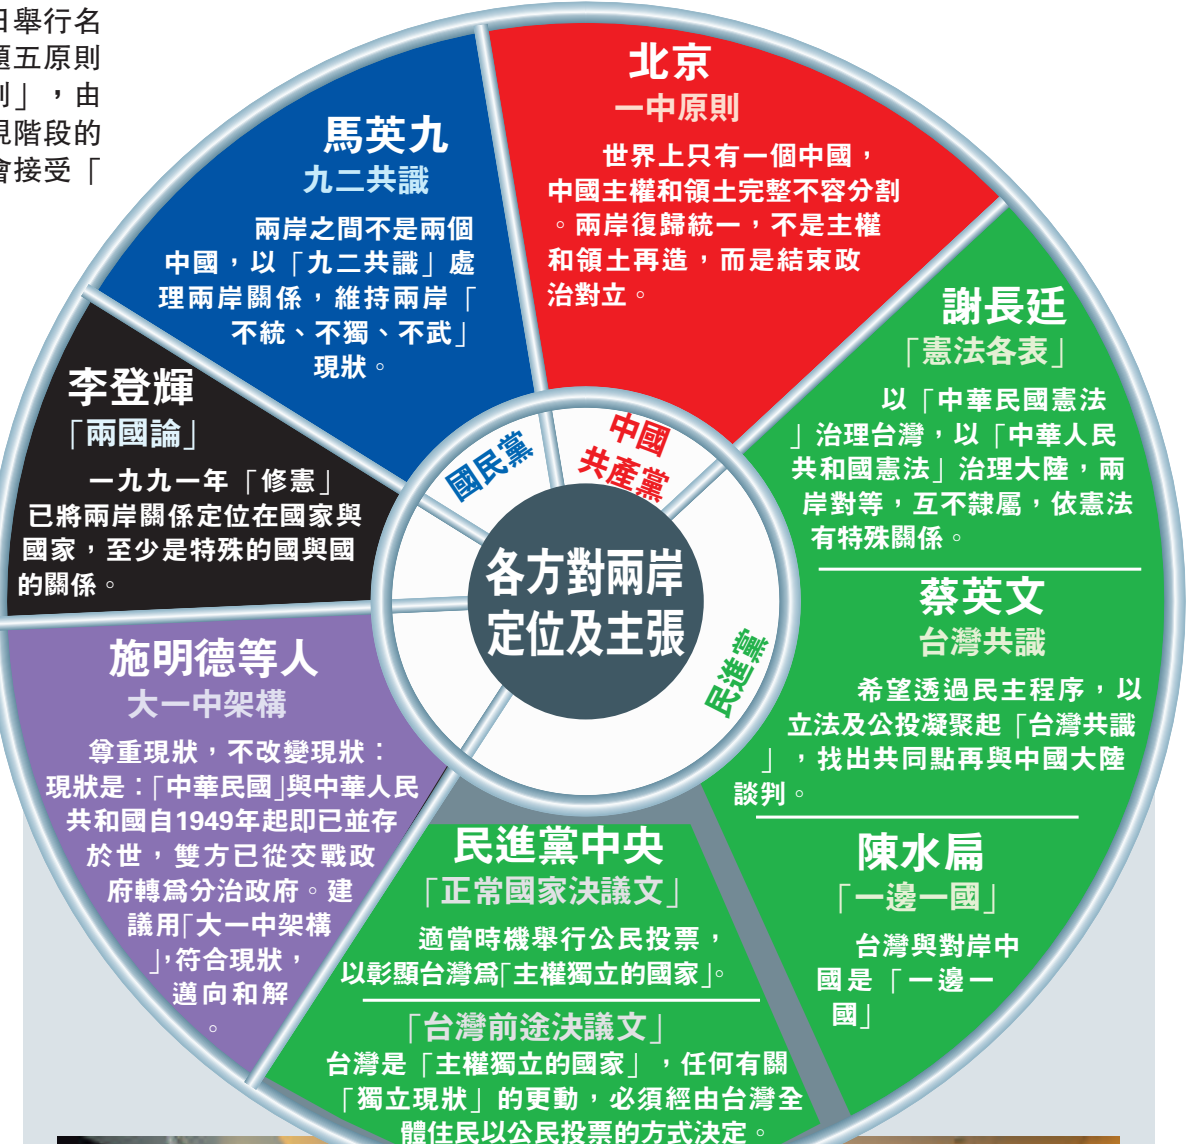 日舉行名
題五原則
則」，由
現階段的
會接受「
北京
一中原則
世界上只有一個中國，
中國主權和領土完整不容分割
。兩岸復歸統一，不是主權
和領土再造，而是結束政
治對立。
馬英九
九二共識
兩岸之間不是兩個
中國，以「九二共識」處
理兩岸關係，維持兩岸「
不統、不獨、不武」
現狀。
李登輝
「兩國論」
一九九一年「修憲」
已將兩岸關係定位在國家與
國家，至少是特殊的國與國
的關係。
施明德等人
大一中架構
尊重現狀，不改變現狀：
現狀是：「中華民國」與中華人民
共和國自1949年起即已並存
於世，雙方已從交戰政
府轉為分治政府。建
議用「大一中架構
」，符合現狀，
邁向和解
。
謝長廷
「憲法各表」
以「中華民國憲法
」治理台灣，以「中華人民
共和國憲法」治理大陸，兩
岸對等，互不隸屬，依憲法
有特殊關係。
蔡英文
台灣共識
希望透過民主程序，以
立法及公投凝聚起「台灣共識
」，找出共同點再與中國大陸
談判。
陳水扁
「一邊一國」
台灣與對岸中
國是「一邊一
國」
民進黨中央
「正常國家決議文」
適當時機舉行公民投票，
以彰顯台灣為「主權獨立的國家」。
「台灣前途決議文」
台灣是「主權獨立的國家」，任何有關
「獨立現狀」的更動，必須經由台灣全
體住民以公民投票的方式決定。
國民黨
中國
共產黨
民進黨
各方對兩岸
定位及主張